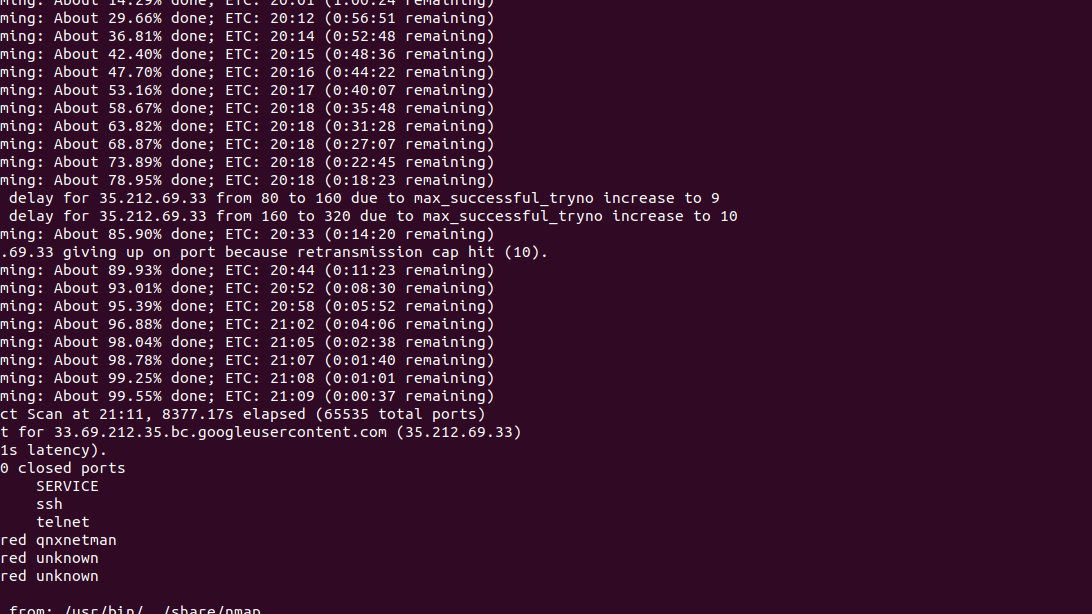 ming: About 14.29% done; ETC: 20:01 (1:00:24 remaining)
ming: About 29.66% done; ETC: 20:12 (0:56:51 remaining)
ming: About 36.81% done; ETC: 20:14 (0:52:48 remaining)
ming: About 42.40% done; ETC: 20:15 (0:48:36 remaining)
ming: About 47.70% done; ETC: 20:16 (0:44:22 remaining)
ming: About 53.16% done; ETC: 20:17 (0:40:07 remaining)
ming: About 58.67% done; ETC: 20:18 (0:35:48 remaining)
ming: About 63.82% done; ETC: 20:18 (0:31:28 remaining)
ming: About 68.87% done; ETC: 20:18 (0:27:07 remaining)
ming: About 73.89% done; ETC: 20:18 (0:22:45 remaining)
ming: About 78.95% done; ETC: 20:18 (0:18:23 remaining)
delay for 35.212.69.33 from 80 to 160 due to max_successful_tryno increase to 9
delay for 35.212.69.33 from 160 to 320 due to max_successful_tryno increase to 10
ming: About 85.90% done; ETC: 20:33 (0:14:20 remaining)
.69.33 giving up on port because retransmission cap hit (10).
ming: About 89.93% done; ETC: 20:44 (0:11:23 remaining)
ming: About 93.01% done; ETC: 20:52 (0:08:30 remaining)
ming: About 95.39% done; ETC: 20:58 (0:05:52 remaining)
ming: About 96.88% done; ETC: 21:02 (0:04:06 remaining)
ming: About 98.04% done; ETC: 21:05 (0:02:38 remaining)
ming: About 98.78% done; ETC: 21:07 (0:01:40 remaining)
ming: About 99.25% done; ETC: 21:08 (0:01:01 remaining)
ming: About 99.55% done; ETC: 21:09 (0:00:37 remaining)
ct Scan at 21:11, 8377.17s elapsed (65535 total ports)
t for 33.69.212.35.bc.googleusercontent.com (35.212.69.33)
1s latency).
0 closed ports
SERVICE
ssh
telnet
red qnxnetman
red unknown
red unknown
from: /usr/bin/../share/nmap